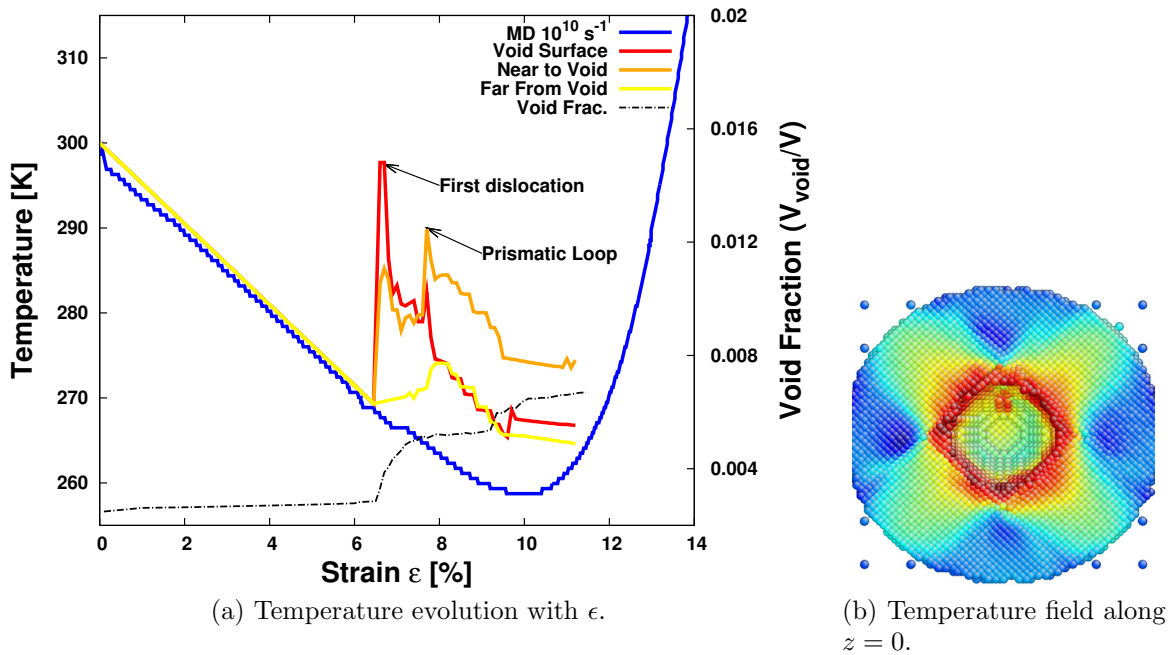 MD 10¹⁰ s⁻¹
Void Surface
Near to Void
Far From Void
Void Frac.
First dislocation
Prismatic Loop
Temperature [K]
310
300
290
280
270
260
0 2 4 6 8 10 12 14
Strain ε [%]
0.02
0.016
0.012
0.008
0.004
Void Fraction (V_void/V)
(a) Temperature evolution with ϵ.
(b) Temperature field along
z = 0.